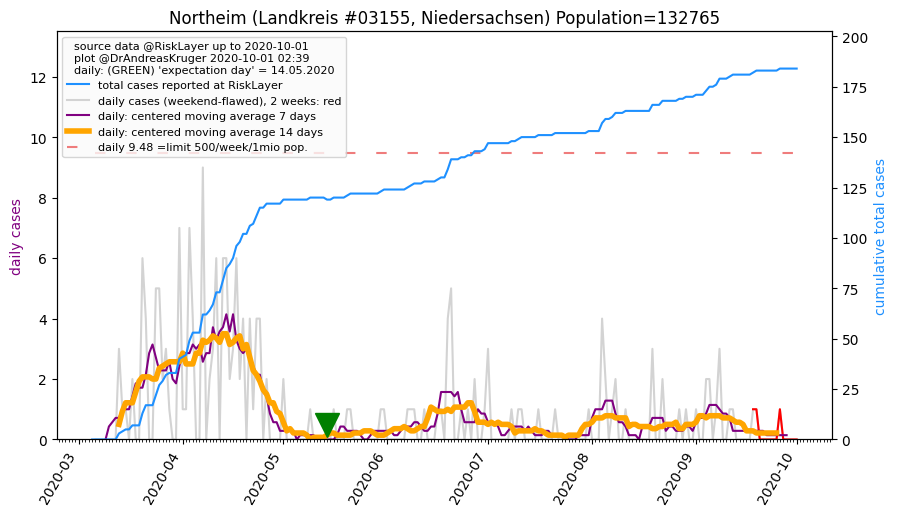 Northeim (Landkreis #03155, Niedersachsen) Population=132765
source data @RiskLayer up to 2020-10-01
plot @DrAndreasKruger 2020-10-01 02:39
daily: (GREEN) 'expectation day' = 14.05.2020
total cases reported at RiskLayer
daily cases (weekend-flawed), 2 weeks: red
daily: centered moving average 7 days
daily: centered moving average 14 days
daily 9.48 =limit 500/week/1mio pop.
daily cases
12
10
8
6
4
2
0
cumulative total cases
200
175
150
125
100
75
50
25
0
2020-03
2020-04
2020-05
2020-06
2020-07
2020-08
2020-09
2020-10